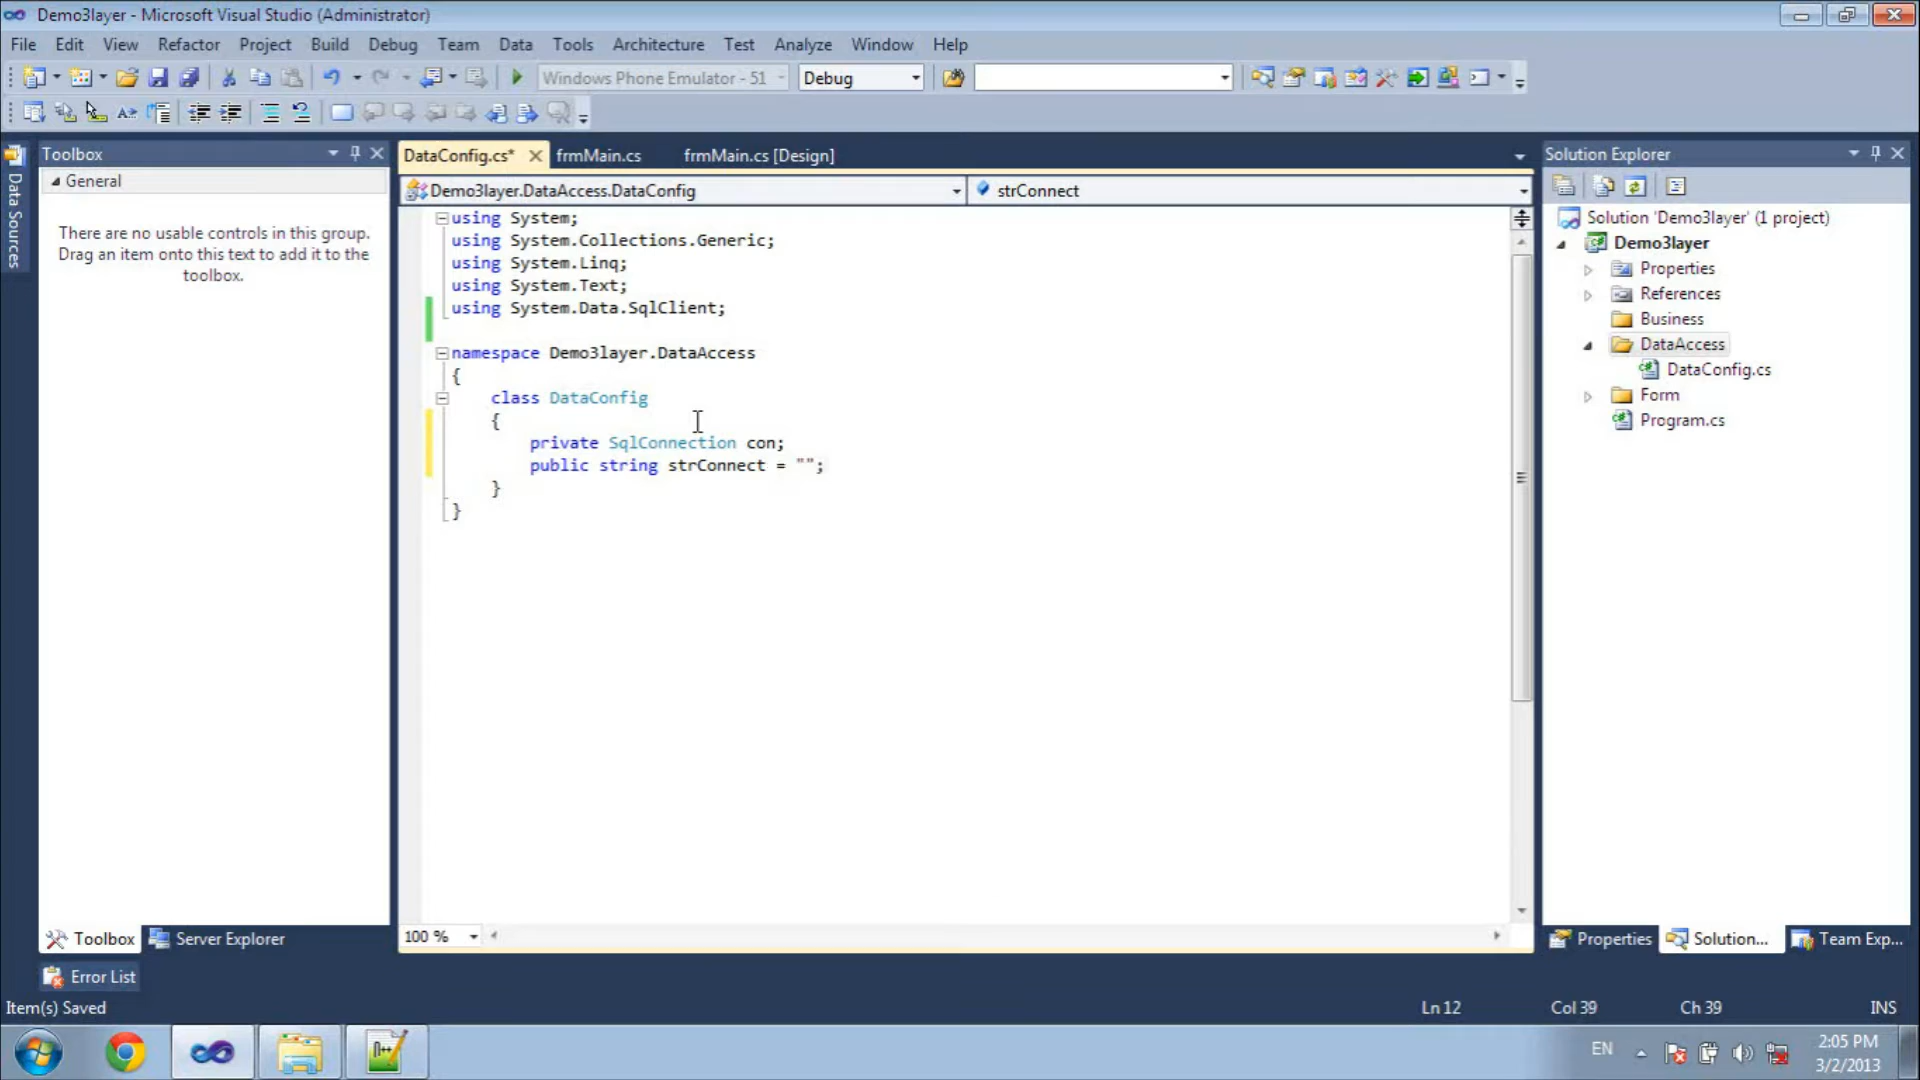 Demo3layer - Microsoft Visual Studio (Administrator)
File Edit View Refactor Project Build Debug Team Data Tools Architecture Test Analyze Window Help
Windows Phone Emulator - 51 Debug
Data Sources
Toolbox
General
There are no usable controls in this group.
Drag an item onto this text to add it to the
toolbox.
DataConfig.cs* frmMain.cs frmMain.cs [Design]
Demo3layer.DataAccess.DataConfig strConnect
using System;
using System.Collections.Generic;
using System.Linq;
using System.Text;
using System.Data.SqlClient;
namespace Demo3layer.DataAccess
{
class DataConfig
{
private SqlConnection con;
public string strConnect = "";
}
}
100 %
Solution Explorer
Solution 'Demo3layer' (1 project)
Demo3layer
Properties
References
Business
DataAccess
DataConfig.cs
Form
Program.cs
Toolbox Server Explorer
Properties Solution... Team Exp...
Error List
Item(s) Saved Ln 12 Col 39 Ch 39 INS
EN
2:05 PM
3/2/2013